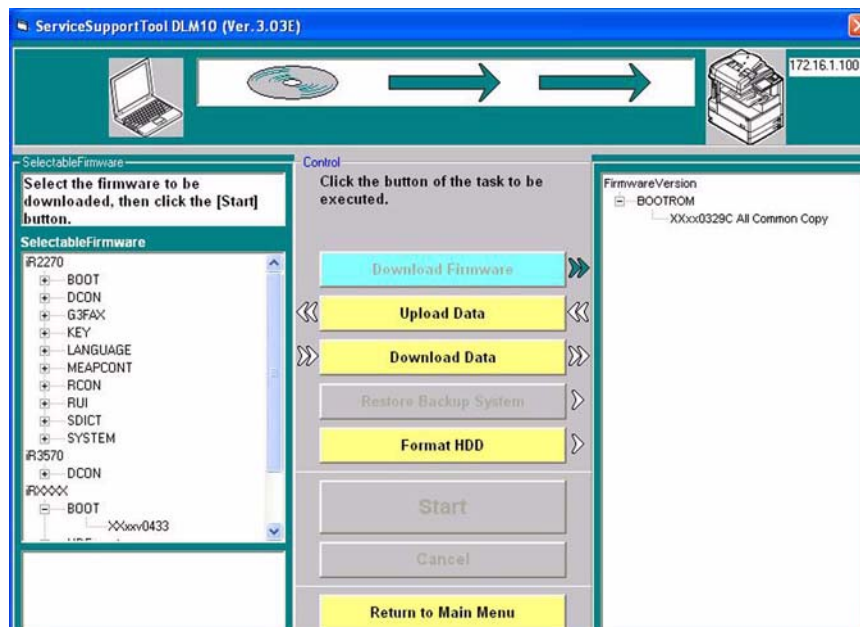 ServiceSupportTool DLM10 (Ver.3.03E)
172.16.1.100
SelectableFirmware
Select the firmware to be
downloaded, then click the [Start]
button.
SelectableFirmware
iR2270
BOOT
DCON
G3FAX
KEY
LANGUAGE
MEAPCONT
RCON
RUI
SDICT
SYSTEM
iR3570
DCON
iRXXXX
BOOT
XXxxv0433
Control
Click the button of the task to be
executed.
Download Firmware
Upload Data
Download Data
Restore Backup System
Format HDD
Start
Cancel
Return to Main Menu
FirmwareVersion
BOOTROM
XXxx0329C All Common Copy